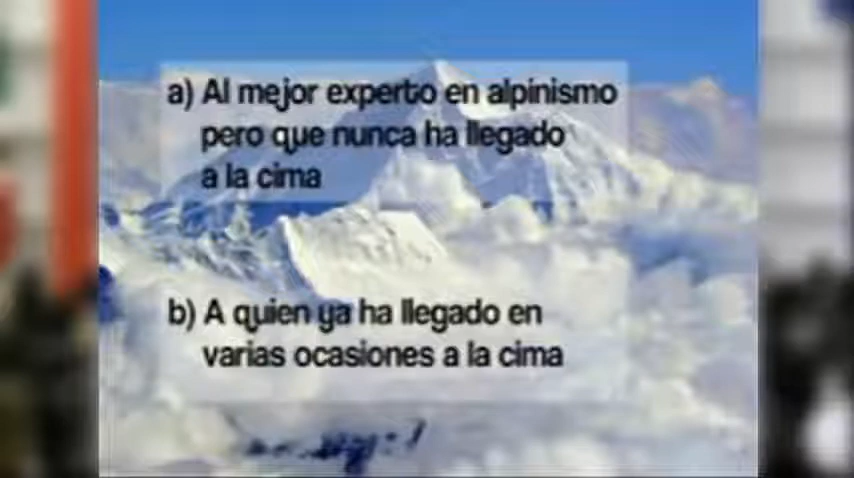 a) Al mejor experto en alpinismo
pero que nunca ha llegado
a la cima
b) A quien ya ha llegado en
varias ocasiones a la cima